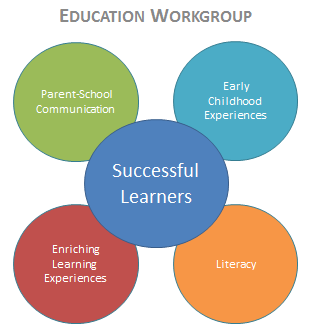 EDUCATION WORKGROUP
Parent-School
Communication
Early
Childhood
Experiences
Successful
Learners
Enriching
Learning
Experiences
Literacy